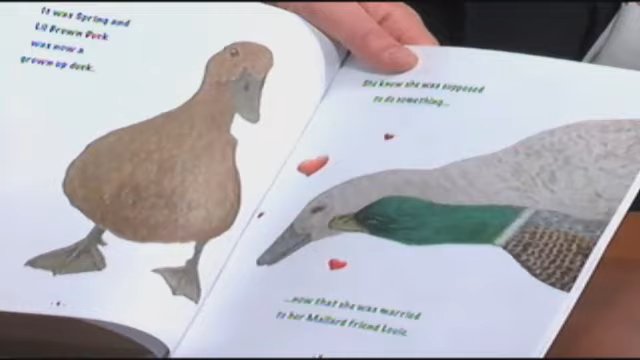 It was Spring and
Lil Brown Duck
was now a
grown up duck.
She knew she was supposed
to do something...
...now that she was married
to her Mallard friend Louie.